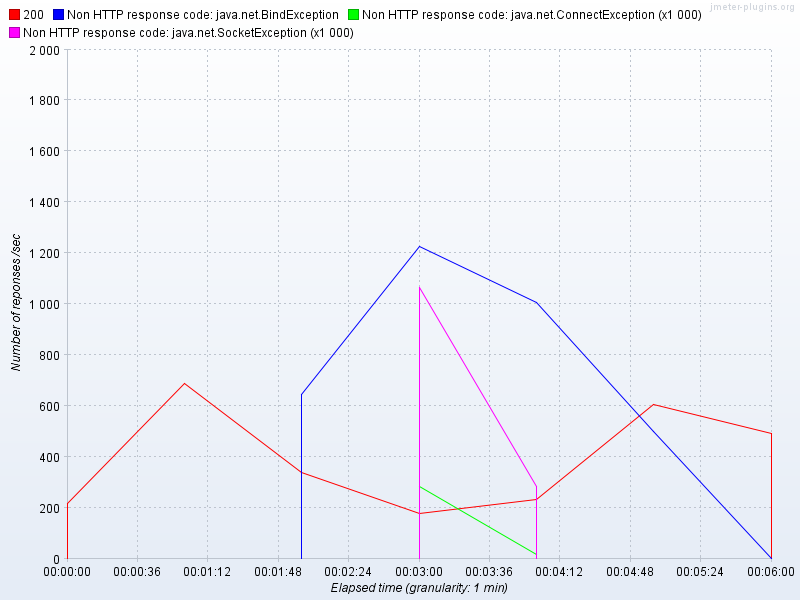 jmeter-plugins.org
200 Non HTTP response code: java.net.BindException Non HTTP response code: java.net.ConnectException (x1 000)
Non HTTP response code: java.net.SocketException (x1 000)
2 000
1 800
1 600
1 400
1 200
1 000
800
600
400
200
0
Number of reponses /sec
00:00:00 00:00:36 00:01:12 00:01:48 00:02:24 00:03:00 00:03:36 00:04:12 00:04:48 00:05:24 00:06:00
Elapsed time (granularity: 1 min)